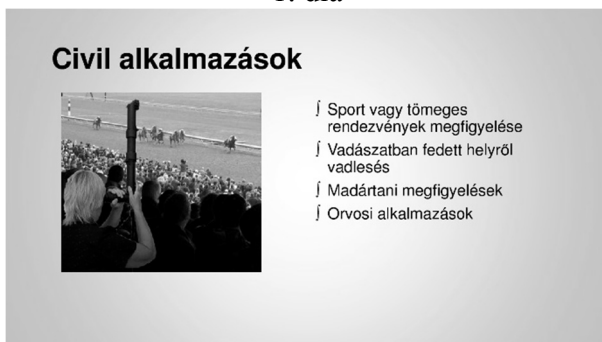 Civil alkalmazások
∫ Sport vagy tömeges
rendezvények megfigyelése
∫ Vadászatban fedett helyről
vadlesés
∫ Madártani megfigyelések
∫ Orvosi alkalmazások